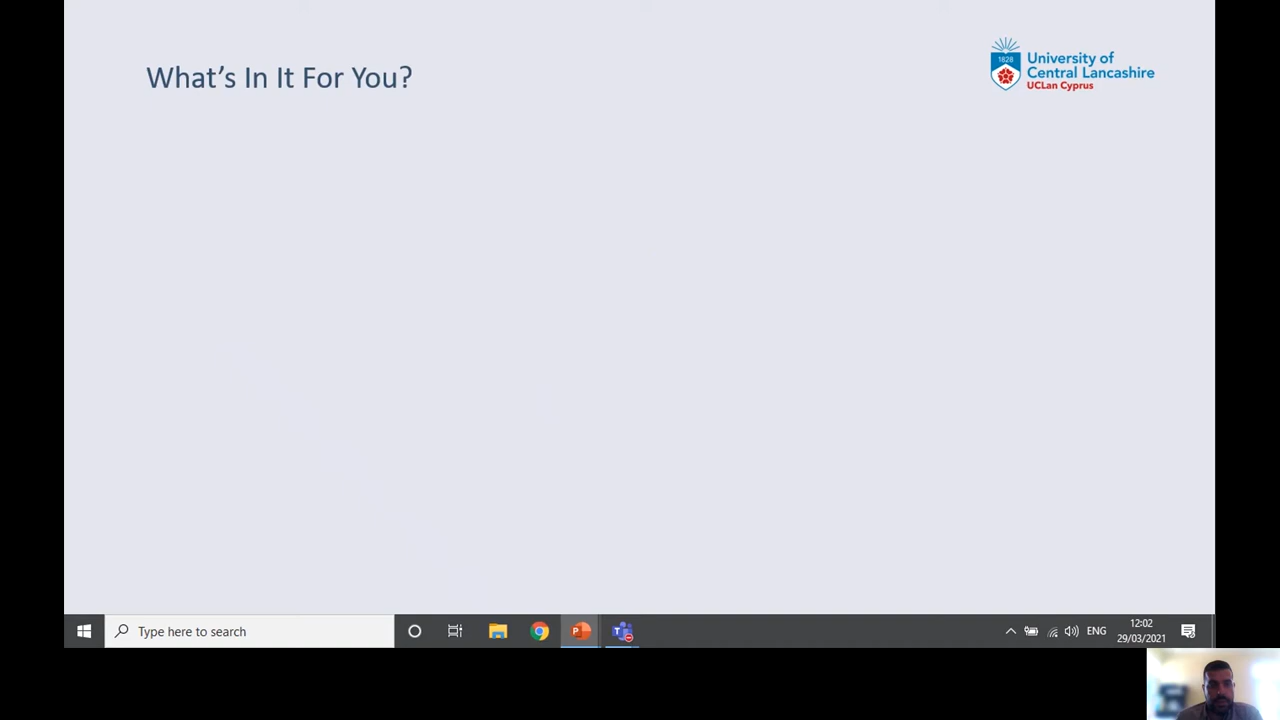 What's In It For You?
1828
University of
Central Lancashire
UCLan Cyprus
Type here to search
ENG
12:02
29/03/2021